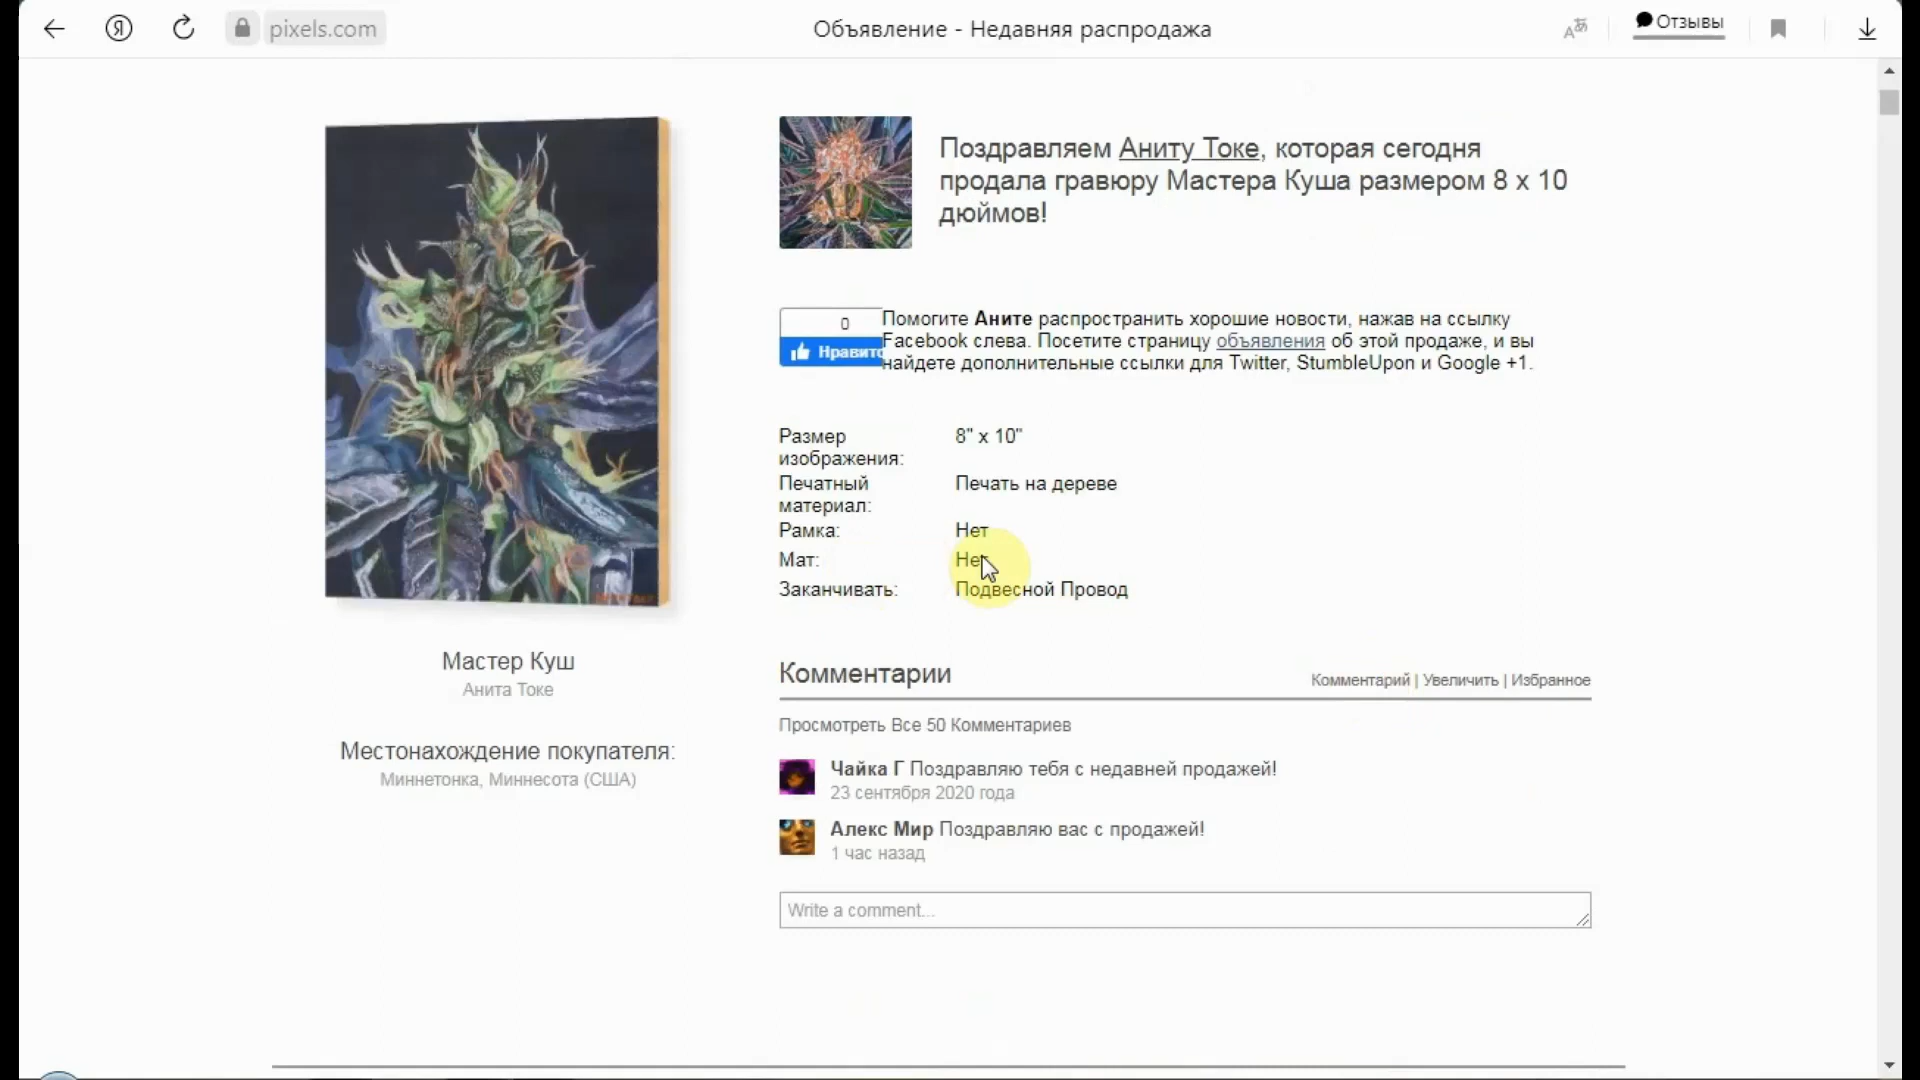 Я
pixels.com
Объявление - Недавняя распродажа
Отзывы
Поздравляем Аниту Токе, которая сегодня
продала гравюру Мастера Куша размером 8 x 10
дюймов!
0
Нравитс
Помогите Аните распространить хорошие новости, нажав на ссылку
Facebook слева. Посетите страницу объявления об этой продаже, и вы
найдете дополнительные ссылки для Twitter, StumbleUpon и Google +1.
Размер 8" x 10"
изображения:
Печатный Печать на дереве
материал:
Рамка: Нет
Мат: Нет
Заканчивать: Подвесной Провод
Мастер Куш
Анита Токе
Местонахождение покупателя:
Миннетонка, Миннесота (США)
Комментарии
Комментарий | Увеличить | Избранное
Просмотреть Все 50 Комментариев
Чайка Г Поздравляю тебя с недавней продажей!
23 сентября 2020 года
Алекс Мир Поздравляю вас с продажей!
1 час назад
Write a comment...